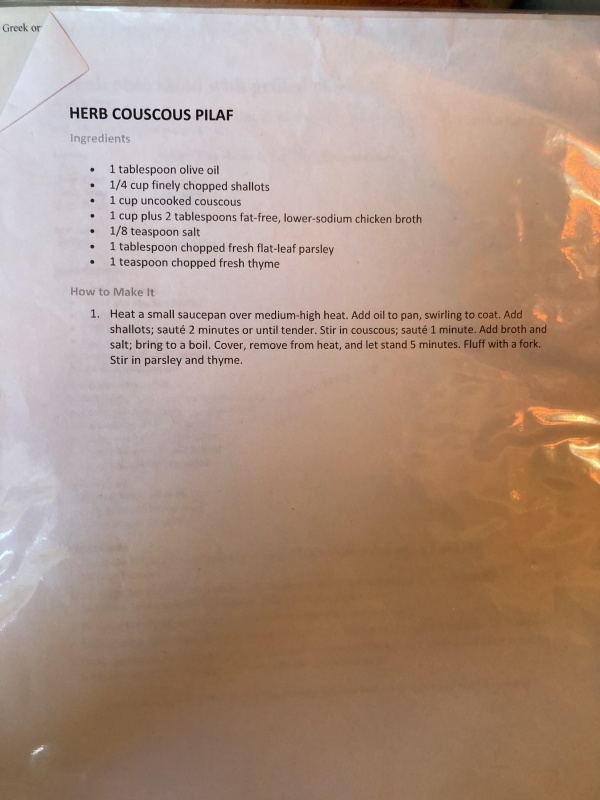 Greek or
HERB COUSCOUS PILAF
Ingredients
• 1 tablespoon olive oil
• 1/4 cup finely chopped shallots
• 1 cup uncooked couscous
• 1 cup plus 2 tablespoons fat-free, lower-sodium chicken broth
• 1/8 teaspoon salt
• 1 tablespoon chopped fresh flat-leaf parsley
• 1 teaspoon chopped fresh thyme
How to Make It
1. Heat a small saucepan over medium-high heat. Add oil to pan, swirling to coat. Add
shallots; sauté 2 minutes or until tender. Stir in couscous; sauté 1 minute. Add broth and
salt; bring to a boil. Cover, remove from heat, and let stand 5 minutes. Fluff with a fork.
Stir in parsley and thyme.